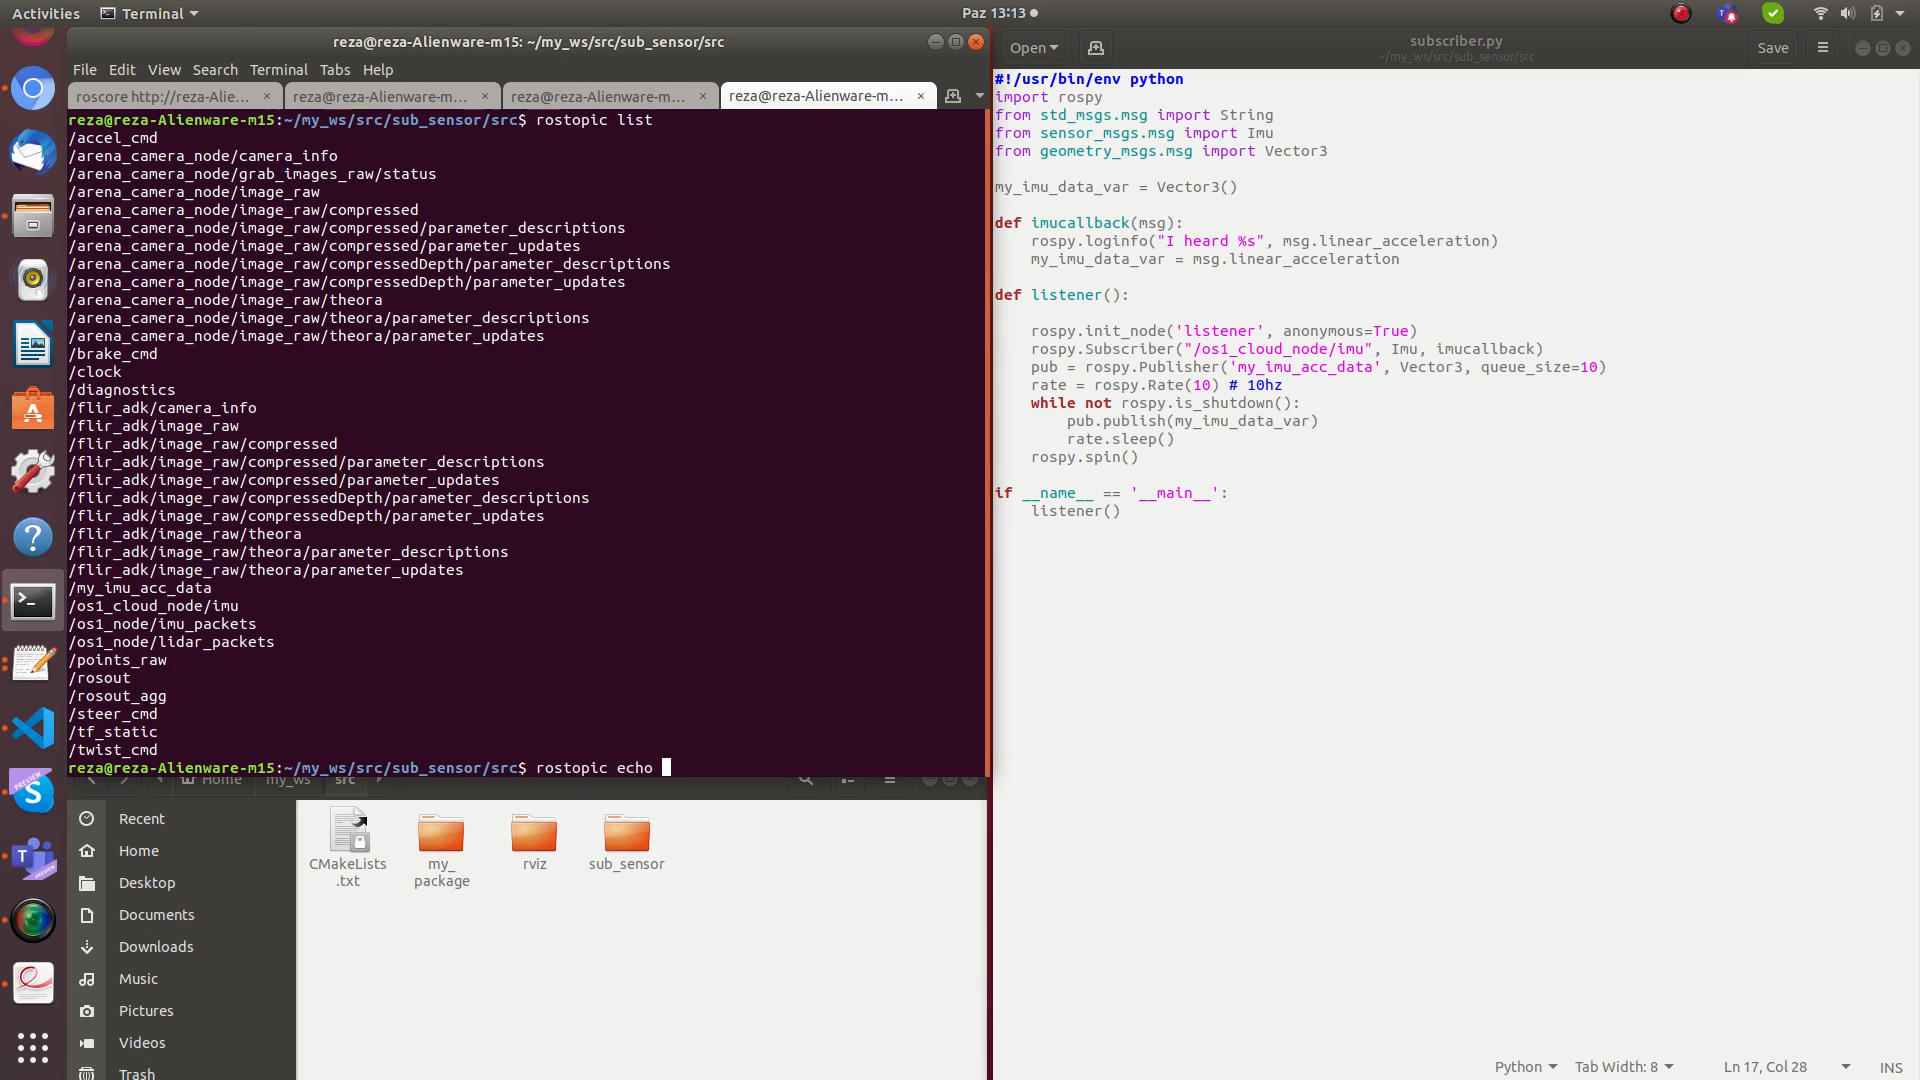 Activities
Terminal
Paz 13:13
reza@reza-Alienware-m15: ~/my_ws/src/sub_sensor/src
File Edit View Search Terminal Tabs Help
roscore http://reza-Alie...
reza@reza-Alienware-m...
reza@reza-Alienware-m...
reza@reza-Alienware-m...
reza@reza-Alienware-m15:~/my_ws/src/sub_sensor/src$ rostopic list
/accel_cmd
/arena_camera_node/camera_info
/arena_camera_node/grab_images_raw/status
/arena_camera_node/image_raw
/arena_camera_node/image_raw/compressed
/arena_camera_node/image_raw/compressed/parameter_descriptions
/arena_camera_node/image_raw/compressed/parameter_updates
/arena_camera_node/image_raw/compressedDepth/parameter_descriptions
/arena_camera_node/image_raw/compressedDepth/parameter_updates
/arena_camera_node/image_raw/theora
/arena_camera_node/image_raw/theora/parameter_descriptions
/arena_camera_node/image_raw/theora/parameter_updates
/brake_cmd
/clock
/diagnostics
/flir_adk/camera_info
/flir_adk/image_raw
/flir_adk/image_raw/compressed
/flir_adk/image_raw/compressed/parameter_descriptions
/flir_adk/image_raw/compressed/parameter_updates
/flir_adk/image_raw/compressedDepth/parameter_descriptions
/flir_adk/image_raw/compressedDepth/parameter_updates
/flir_adk/image_raw/theora
/flir_adk/image_raw/theora/parameter_descriptions
/flir_adk/image_raw/theora/parameter_updates
/my_imu_acc_data
/os1_cloud_node/imu
/os1_node/imu_packets
/os1_node/lidar_packets
/points_raw
/rosout
/rosout_agg
/steer_cmd
/tf_static
/twist_cmd
reza@reza-Alienware-m15:~/my_ws/src/sub_sensor/src$ rostopic echo
Home my_ws src
Recent
Home
Desktop
Documents
Downloads
Music
Pictures
Videos
Trash
CMakeLists
.txt
my_
package
rviz
sub_sensor
Open
subscriber.py
~/my_ws/src/sub_sensor/src
Save
#!/usr/bin/env python
import rospy
from std_msgs.msg import String
from sensor_msgs.msg import Imu
from geometry_msgs.msg import Vector3
my_imu_data_var = Vector3()
def imucallback(msg):
rospy.loginfo("I heard %s", msg.linear_acceleration)
my_imu_data_var = msg.linear_acceleration
def listener():
rospy.init_node('listener', anonymous=True)
rospy.Subscriber("/os1_cloud_node/imu", Imu, imucallback)
pub = rospy.Publisher('my_imu_acc_data', Vector3, queue_size=10)
rate = rospy.Rate(10) # 10hz
while not rospy.is_shutdown():
pub.publish(my_imu_data_var)
rate.sleep()
rospy.spin()
if __name__ == '__main__':
listener()
Python
Tab Width: 8
Ln 17, Col 28
INS